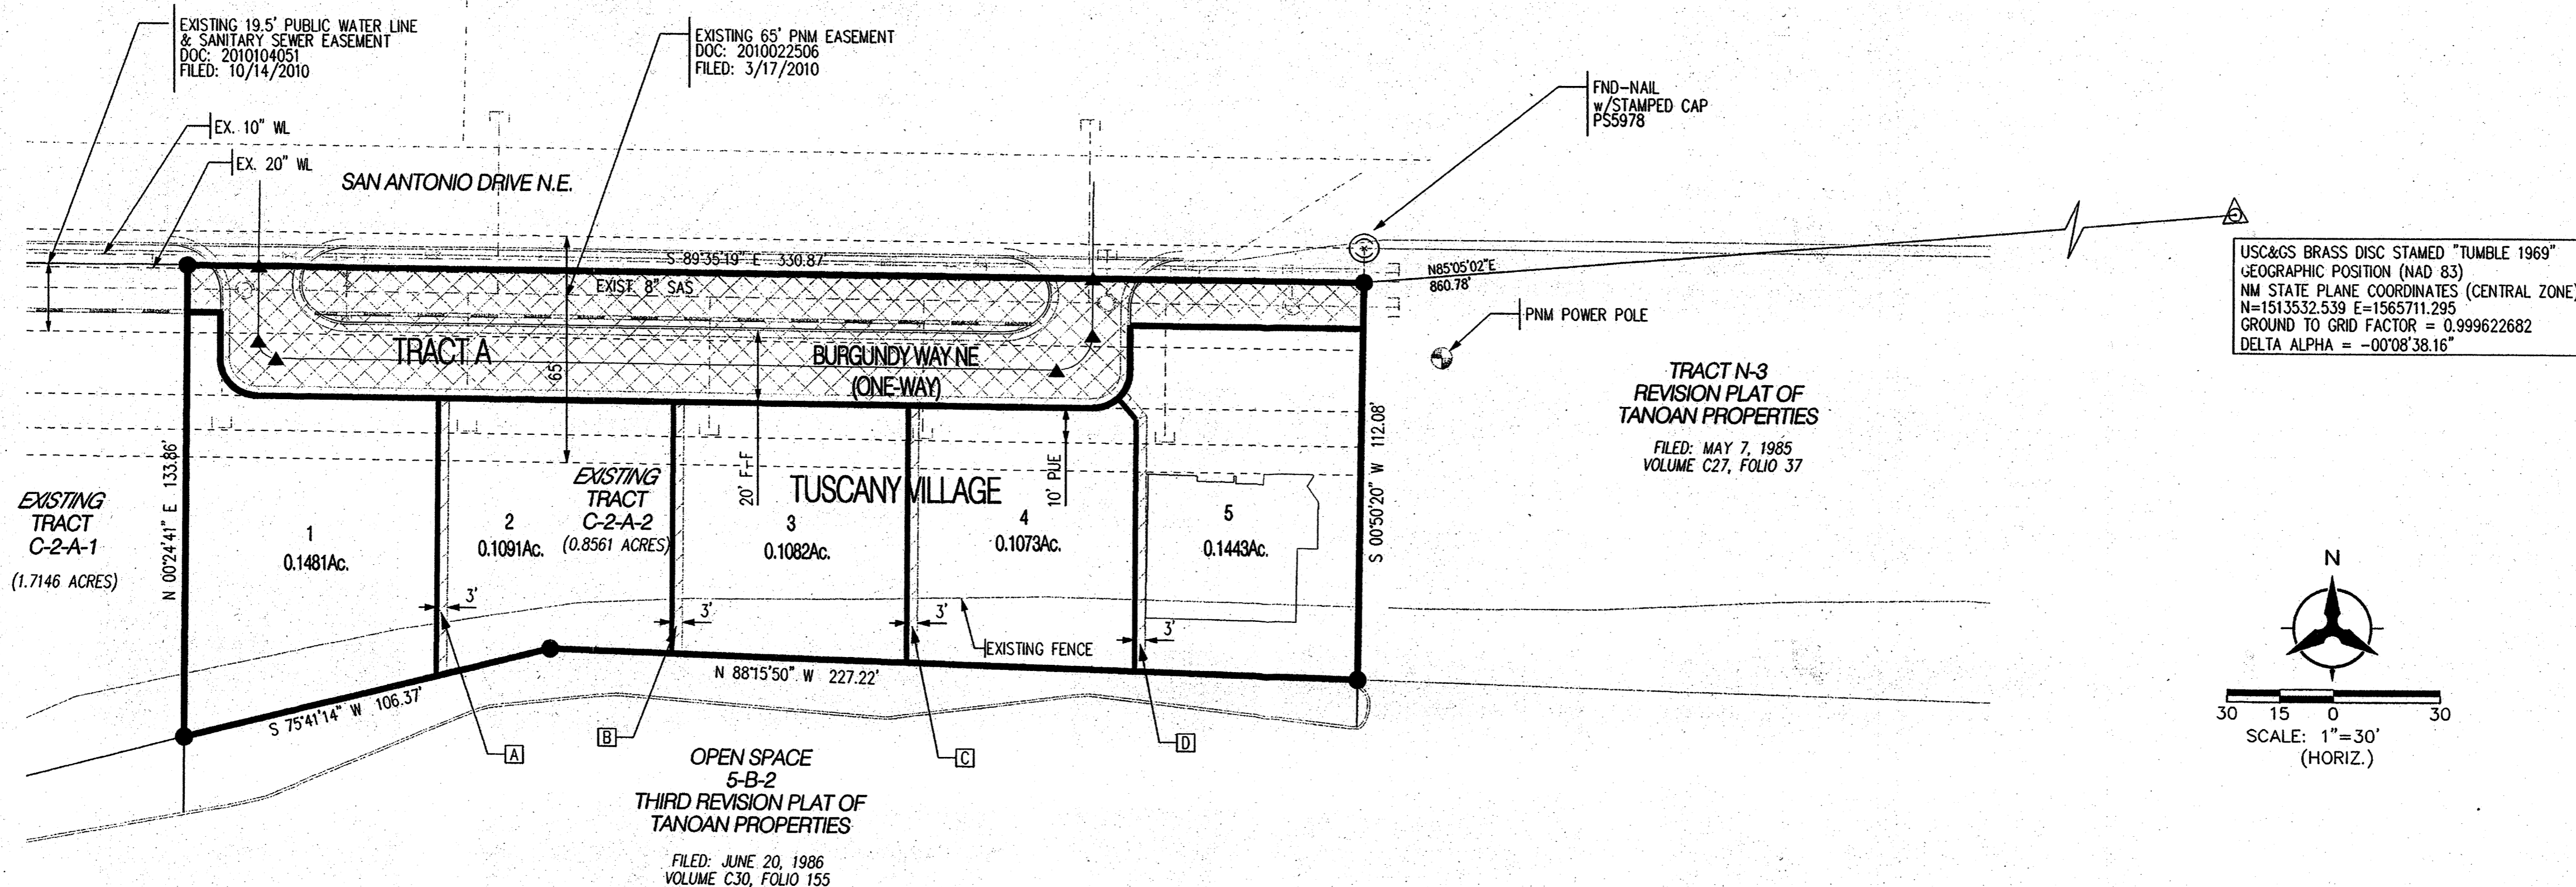 EXISTING 19.5' PUBLIC WATER LINE
& SANITARY SEWER EASEMENT
DOC: 2010104051
FILED: 10/14/2010
EXISTING 65' PNM EASEMENT
DOC: 2010022506
FILED: 3/17/2010
FND-NAIL
w/STAMPED CAP
PS5978
EX. 10" WL
EX. 20" WL
SAN ANTONIO DRIVE N.E.
S 89°35'19" E 330.87'
EXIST. 8" SAS
N85°05'02"E
860.78'
USC&GS BRASS DISC STAMED "TUMBLE 1969"
GEOGRAPHIC POSITION (NAD 83)
NM STATE PLANE COORDINATES (CENTRAL ZONE)
N=1513532.539 E=1565711.295
GROUND TO GRID FACTOR = 0.999622682
DELTA ALPHA = -00°08'38.16"
PNM POWER POLE
TRACT A
65'
BURGUNDY WAY NE
(ONE-WAY)
TRACT N-3
REVISION PLAT OF
TANOAN PROPERTIES
FILED: MAY 7, 1985
VOLUME C27, FOLIO 37
N 00°24'41" E 133.86'
S 00°50'20" W 112.08'
EXISTING
TRACT
C-2-A-1
(1.7146 ACRES)
1
0.1481Ac.
2
0.1091Ac.
EXISTING
TRACT
C-2-A-2
(0.8561 ACRES)
20' F-F
TUSCANY VILLAGE
10' PUE
3
0.1082Ac.
4
0.1073Ac.
5
0.1443Ac.
3'
3'
3'
3'
EXISTING FENCE
N 88°15'50" W 227.22'
S 75°41'14" W 106.37'
A
B
C
D
OPEN SPACE
5-B-2
THIRD REVISION PLAT OF
TANOAN PROPERTIES
FILED: JUNE 20, 1986
VOLUME C30, FOLIO 155
N
30 15 0 30
SCALE: 1"=30'
(HORIZ.)